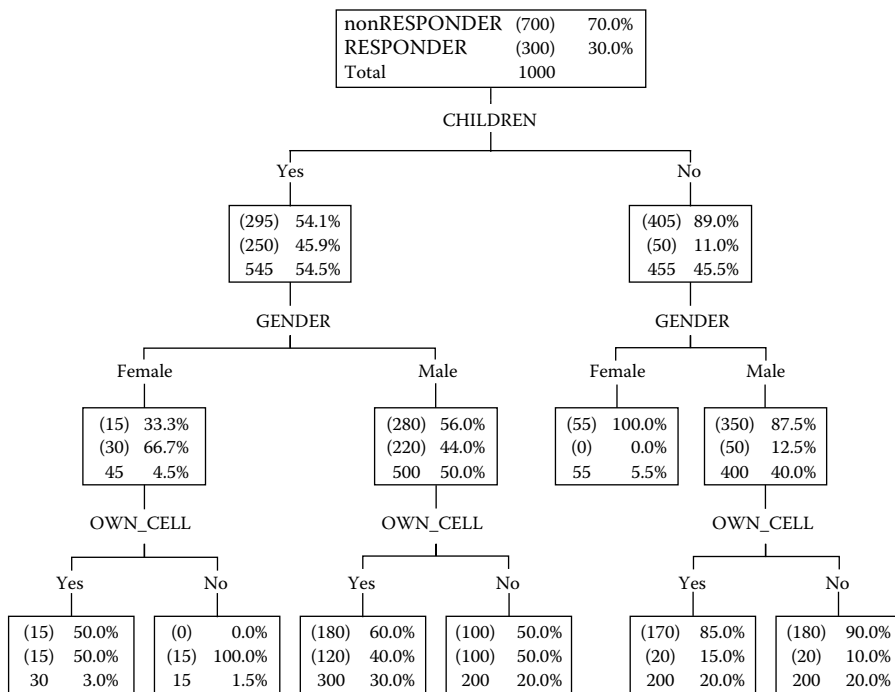 nonRESPONDER (700) 70.0%
RESPONDER (300) 30.0%
Total 1000
CHILDREN
Yes No
(295) 54.1% (405) 89.0%
(250) 45.9% (50) 11.0%
545 54.5% 455 45.5%
GENDER GENDER
Female Male Female Male
(15) 33.3% (280) 56.0% (55) 100.0% (350) 87.5%
(30) 66.7% (220) 44.0% (0) 0.0% (50) 12.5%
45 4.5% 500 50.0% 55 5.5% 400 40.0%
OWN_CELL OWN_CELL OWN_CELL
Yes No Yes No Yes No
(15) 50.0% (0) 0.0% (180) 60.0% (100) 50.0% (170) 85.0% (180) 90.0%
(15) 50.0% (15) 100.0% (120) 40.0% (100) 50.0% (20) 15.0% (20) 10.0%
30 3.0% 15 1.5% 300 30.0% 200 20.0% 200 20.0% 200 20.0%